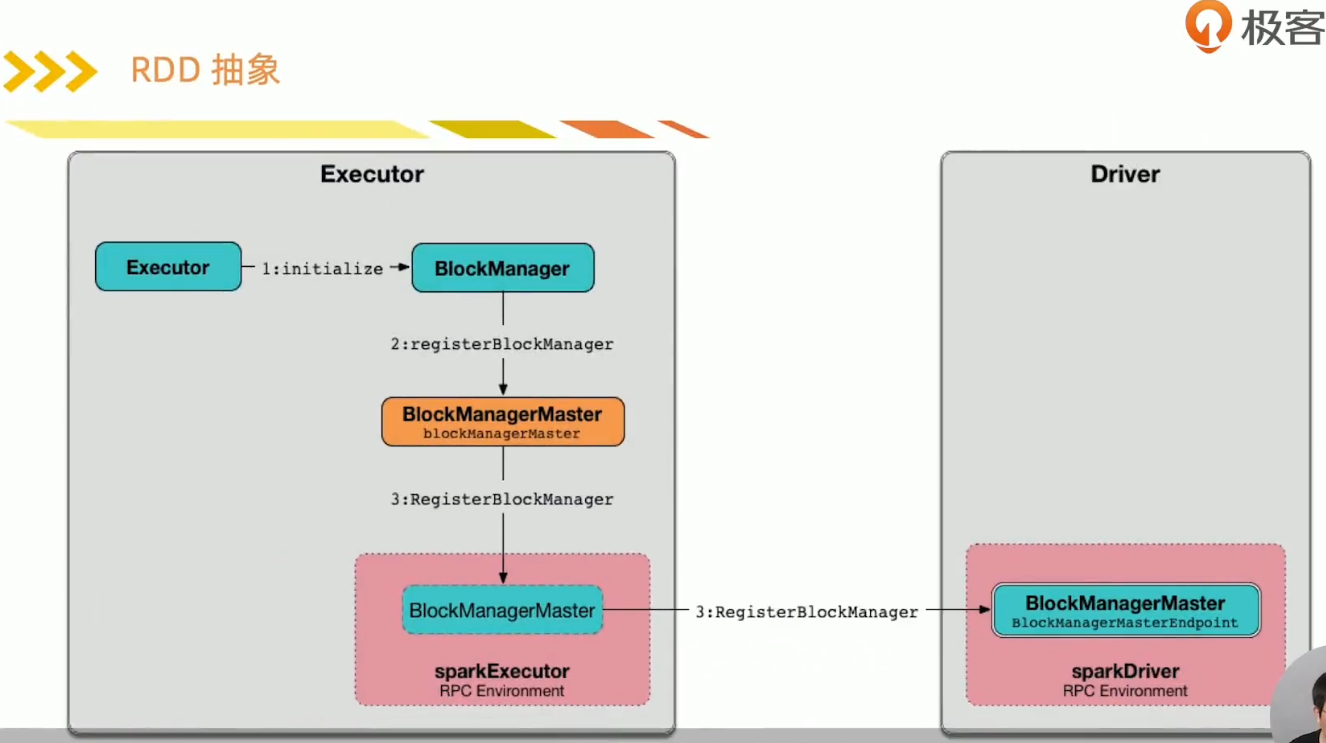 极客
RDD 抽象
Executor
Driver
Executor
1:initialize
BlockManager
2:registerBlockManager
BlockManagerMaster
blockManagerMaster
3:RegisterBlockManager
BlockManagerMaster
3:RegisterBlockManager
BlockManagerMaster
BlockManagerMasterEndpoint
sparkExecutor
RPC Environment
sparkDriver
RPC Environment